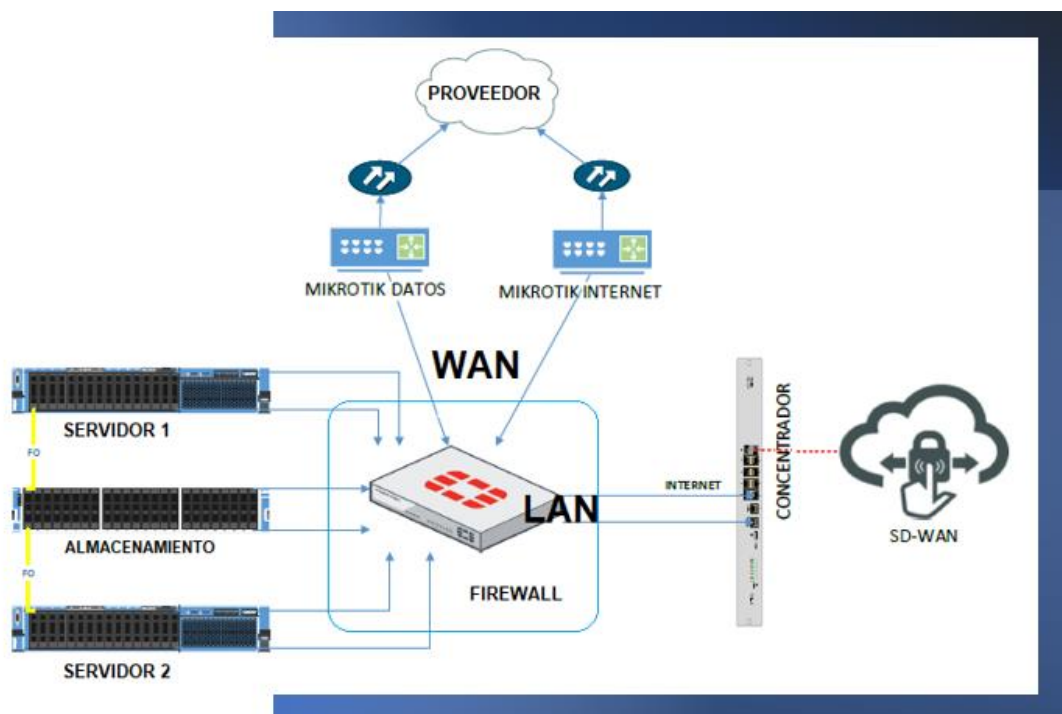 PROVEEDOR
MIKROTIK DATOS
MIKROTIK INTERNET
WAN
SERVIDOR 1
FO
ALMACENAMIENTO
FO
SERVIDOR 2
LAN
FIREWALL
INTERNET
CONCENTRADOR
SD-WAN